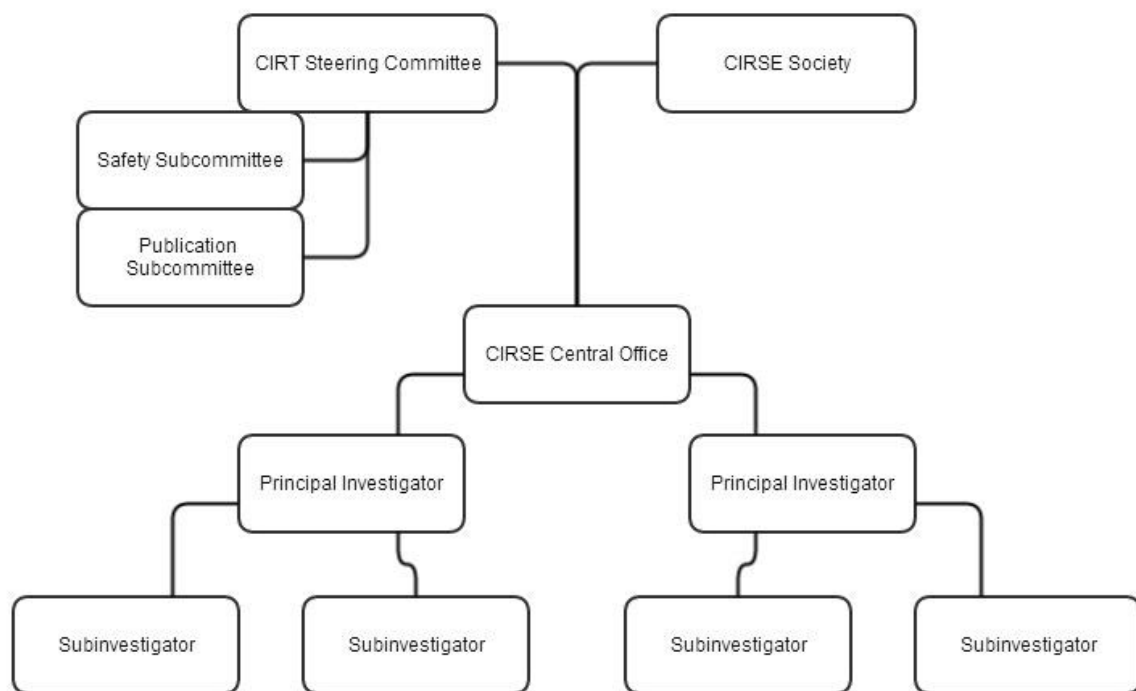 CIRT Steering Committee
CIRSE Society
Safety Subcommittee
Publication
Subcommittee
CIRSE Central Office
Principal Investigator
Principal Investigator
Subinvestigator
Subinvestigator
Subinvestigator
Subinvestigator